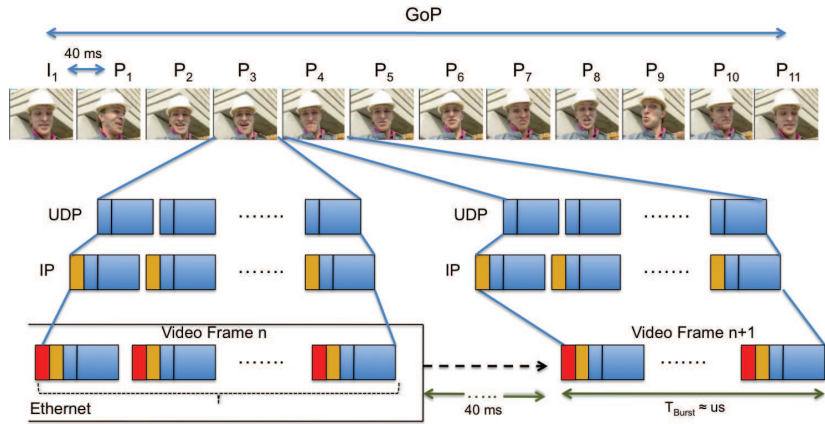 GoP
40 ms
I1 P1 P2 P3 P4 P5 P6 P7 P8 P9 P10 P11
UDP ....... UDP .......
IP ....... IP .......
Video Frame n Video Frame n+1
....... .......
Ethernet
.....
40 ms
TBurst ≈ us